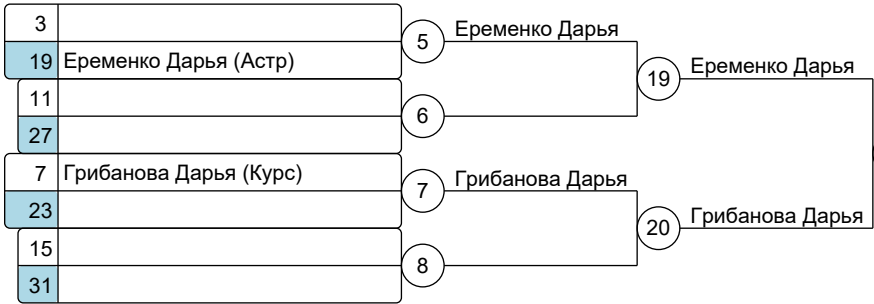 3
5 Еременко Дарья
19 Еременко Дарья (Астр)
19 Еременко Дарья
11
6
27
7 Грибанова Дарья (Курс)
7 Грибанова Дарья
23
20 Грибанова Дарья
15
8
31